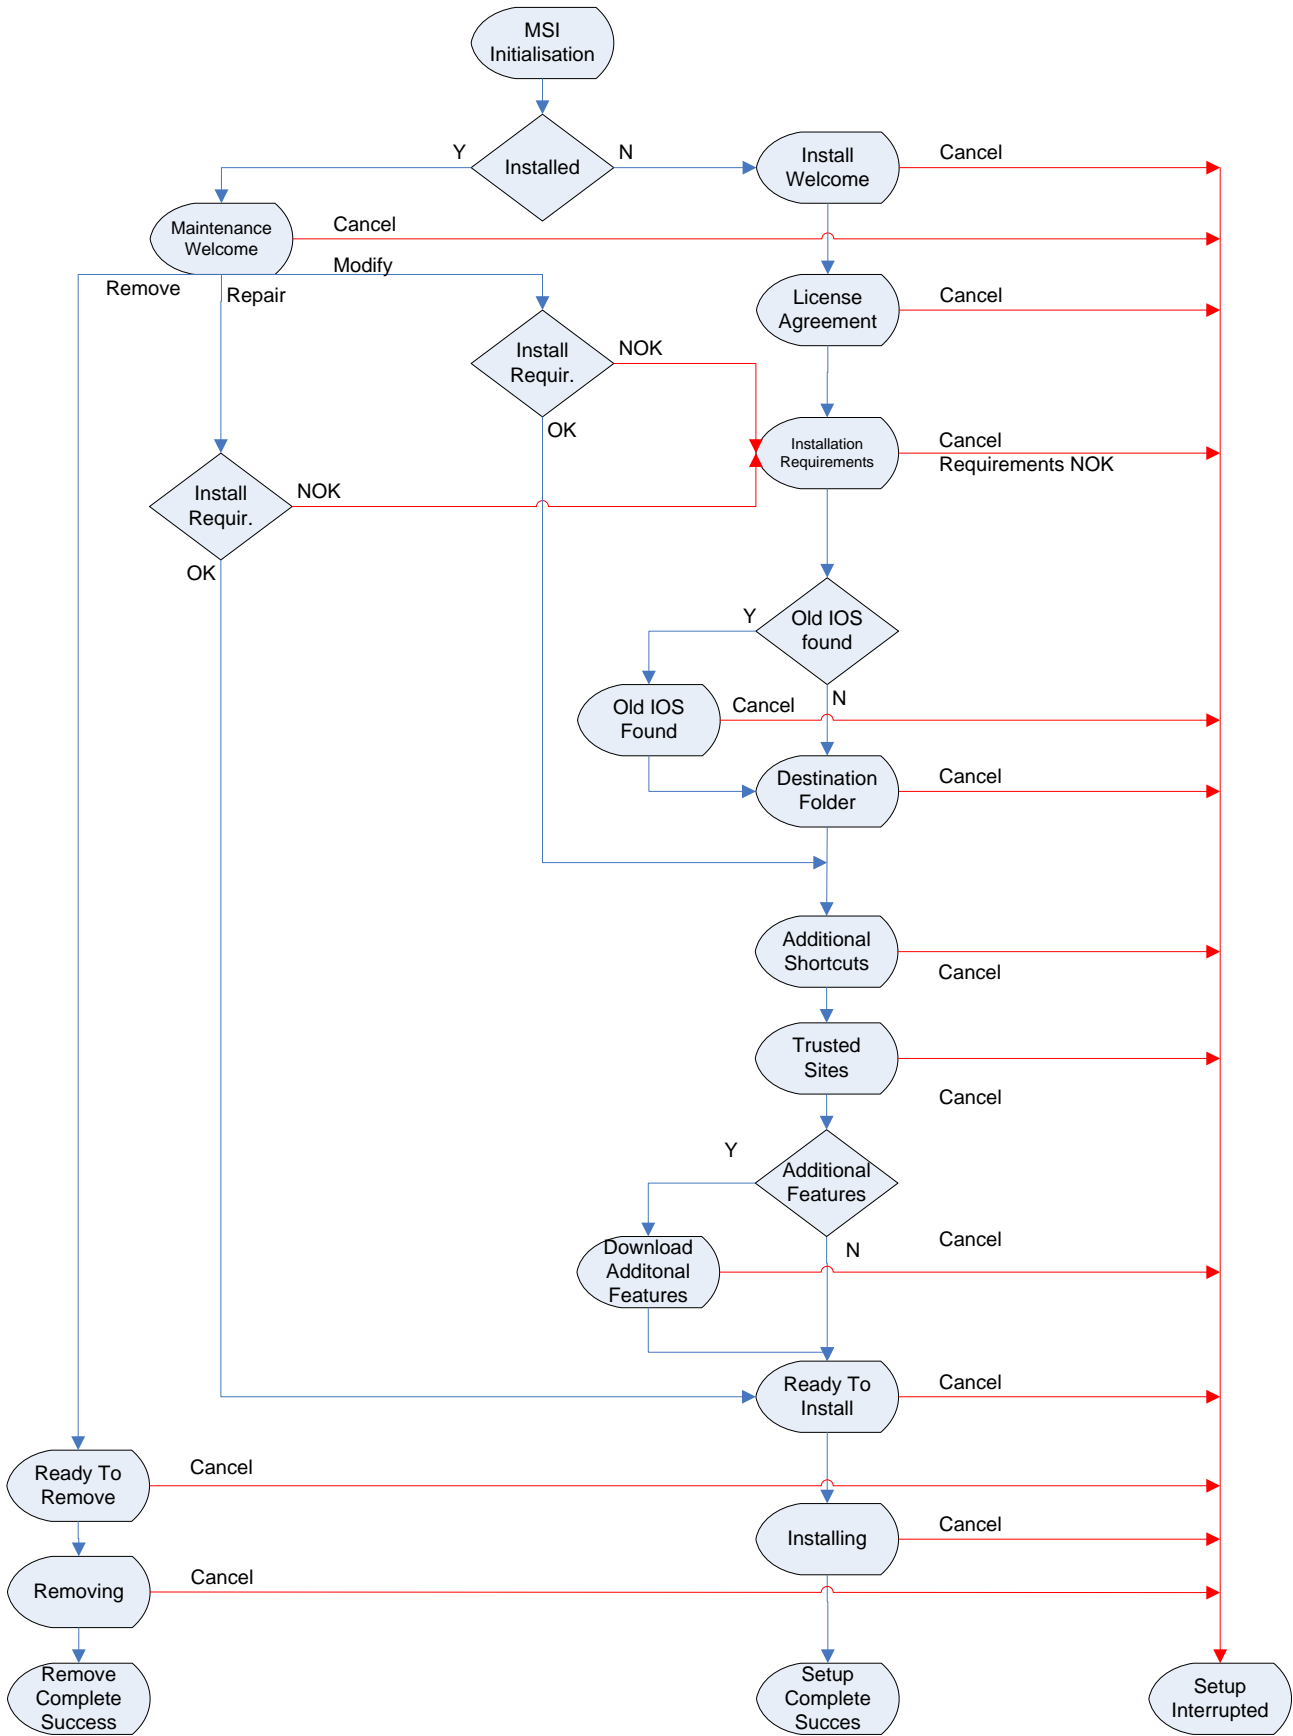 MSI
Initialisation
Y
Installed
N
Install
Welcome
Cancel
Maintenance
Welcome
Cancel
Modify
Remove
Repair
License
Agreement
Cancel
Install
Requir.
NOK
OK
Installation
Requirements
Cancel
Requirements NOK
Install
Requir.
NOK
OK
Y
Old IOS
found
N
Old IOS
Found
Cancel
Destination
Folder
Cancel
Additional
Shortcuts
Cancel
Trusted
Sites
Cancel
Y
Additional
Features
N
Download
Additonal
Features
Cancel
Ready To
Install
Cancel
Ready To
Remove
Cancel
Installing
Cancel
Removing
Cancel
Remove
Complete
Success
Setup
Complete
Succes
Setup
Interrupted